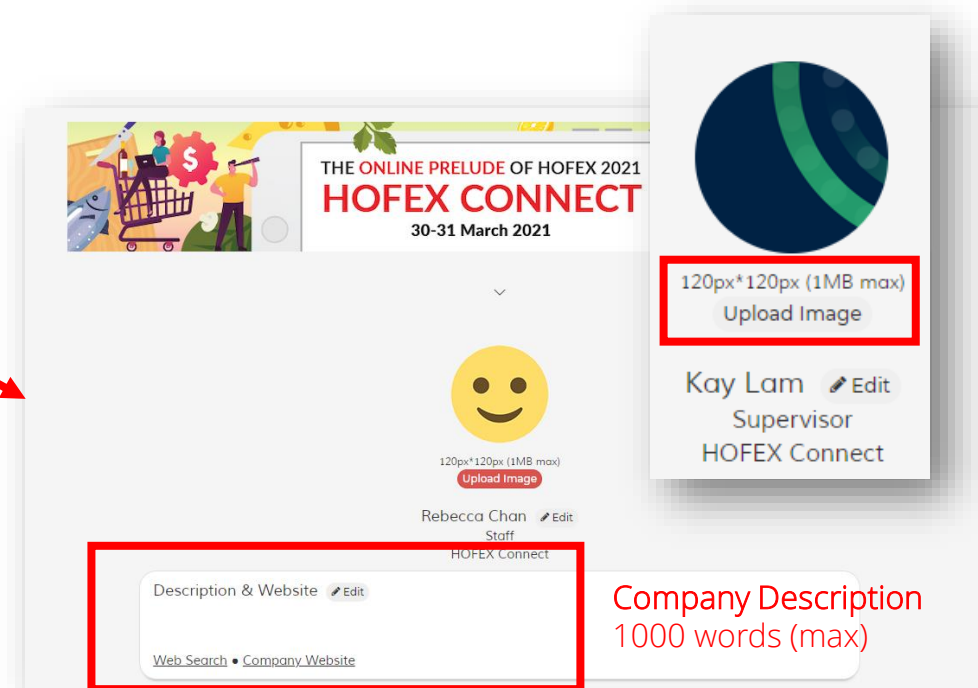 $
THE ONLINE PRELUDE OF HOFEX 2021
HOFEX CONNECT
30-31 March 2021
120px*120px (1MB max)
Upload Image
Kay Lam Edit
Supervisor
HOFEX Connect
120px*120px (1MB max)
Upload Image
Rebecca Chan Edit
Staff
HOFEX Connect
Description & Website Edit
Web Search • Company Website
Company Description
1000 words (max)